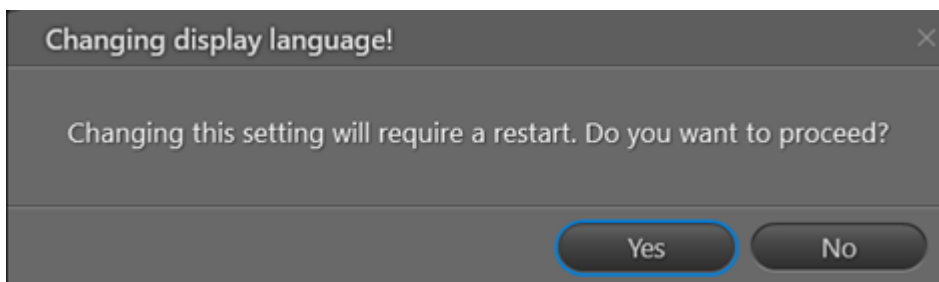 Changing display language!
Changing this setting will require a restart. Do you want to proceed?
Yes No